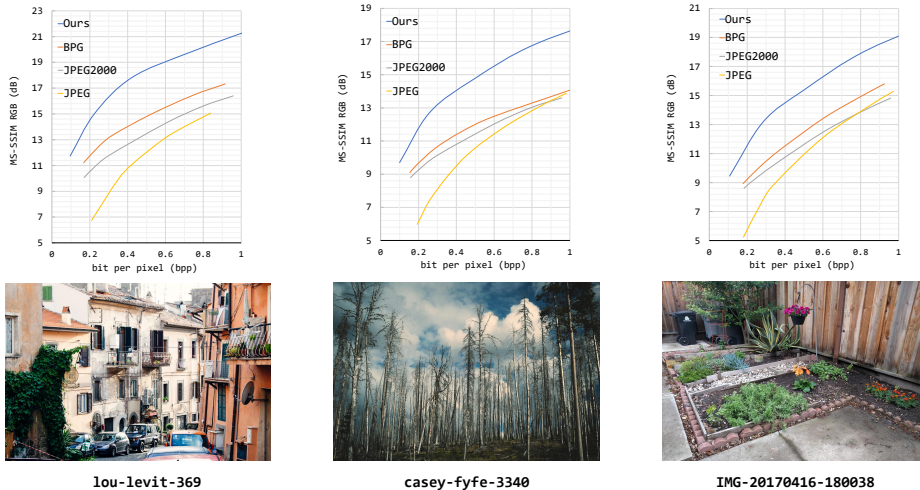 23
21
19
17
15
13
11
9
7
5
MS-SSIM RGB (dB)
Ours
BPG
JPEG2000
JPEG
0 0.2 0.4 0.6 0.8 1
bit per pixel (bpp)
19
17
15
13
11
9
7
5
MS-SSIM RGB (dB)
Ours
BPG
JPEG2000
JPEG
0 0.2 0.4 0.6 0.8 1
bit per pixel (bpp)
21
19
17
15
13
11
9
7
5
MS-SSIM RGB (dB)
Ours
BPG
JPEG2000
JPEG
0 0.2 0.4 0.6 0.8 1
bit per pixel (bpp)
lou-levit-369
casey-fyfe-3340
IMG-20170416-180038